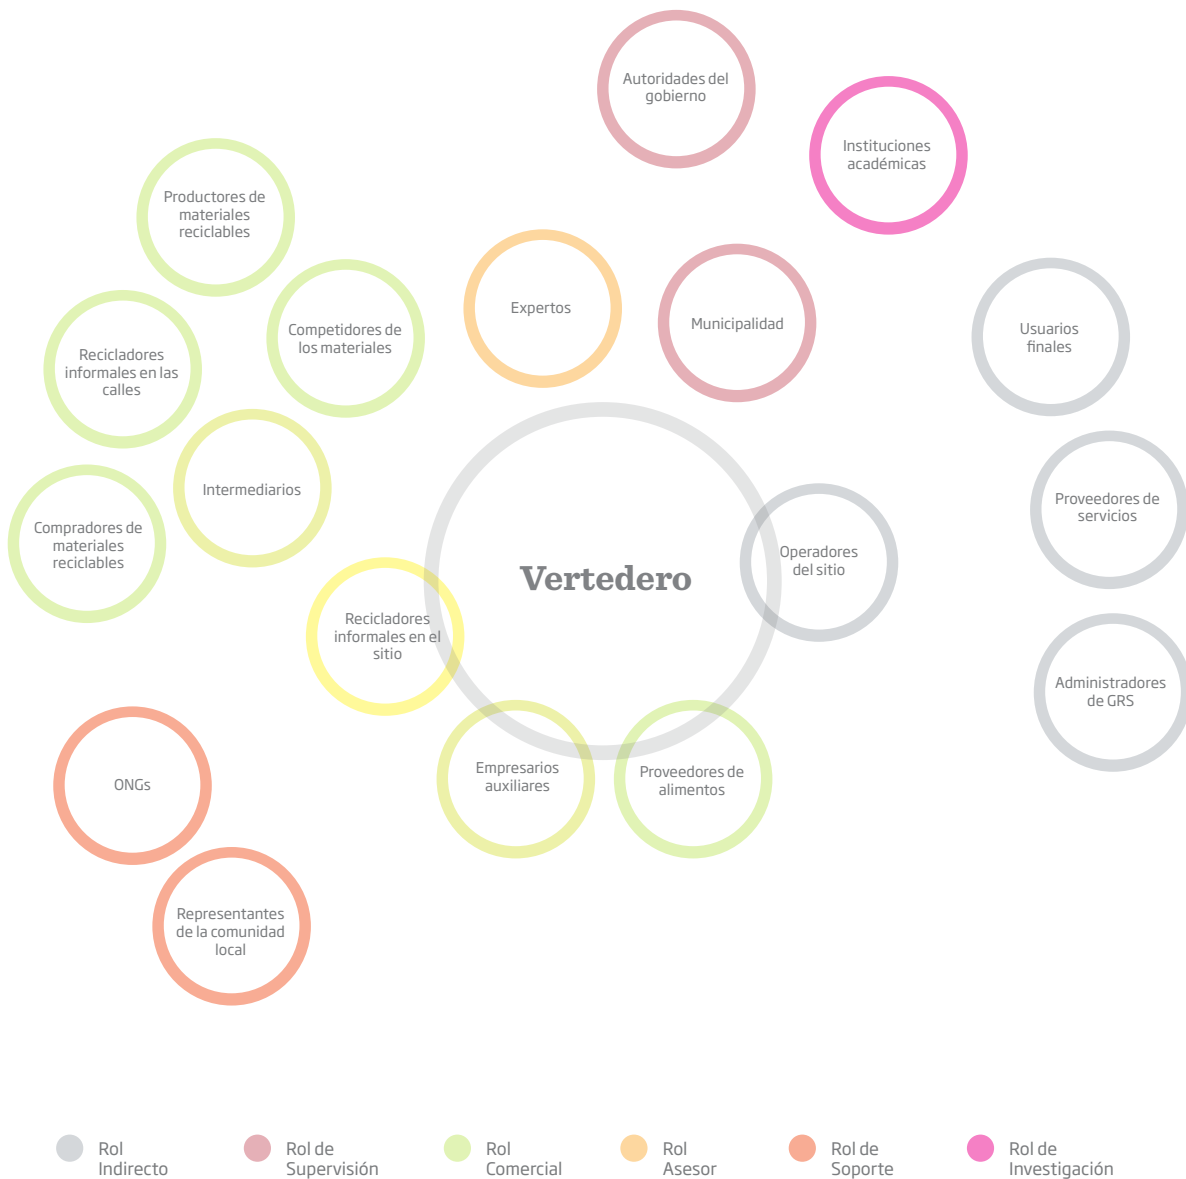 Autoridades del
gobierno
Instituciones
académicas
Productores de
materiales
reciclables
Expertos
Municipalidad
Competidores de
los materiales
Usuarios
finales
Recicladores
informales en las
calles
Intermediarios
Proveedores de
servicios
Compradores de
materiales
reciclables
Vertedero
Operadores
del sitio
Recicladores
informales en el
sitio
Administradores
de GRS
Empresarios
auxiliares
Proveedores de
alimentos
ONGs
Representantes
de la comunidad
local
Rol
Indirecto
Rol de
Supervisión
Rol
Comercial
Rol
Asesor
Rol de
Soporte
Rol de
Investigación